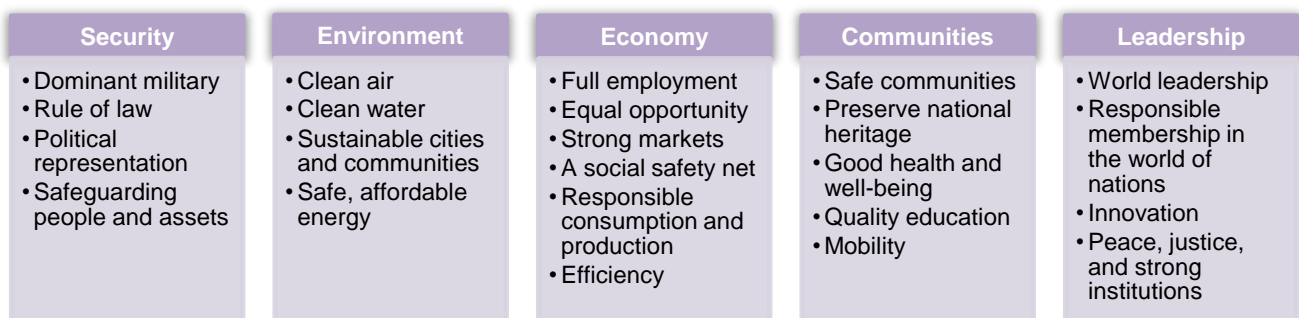 Security
• Dominant military
• Rule of law
• Political
representation
• Safeguarding
people and assets
Environment
• Clean air
• Clean water
• Sustainable cities
and communities
• Safe, affordable
energy
Economy
• Full employment
• Equal opportunity
• Strong markets
• A social safety net
• Responsible
consumption and
production
• Efficiency
Communities
• Safe communities
• Preserve national
heritage
• Good health and
well-being
• Quality education
• Mobility
Leadership
• World leadership
• Responsible
membership in
the world of
nations
• Innovation
• Peace, justice,
and strong
institutions